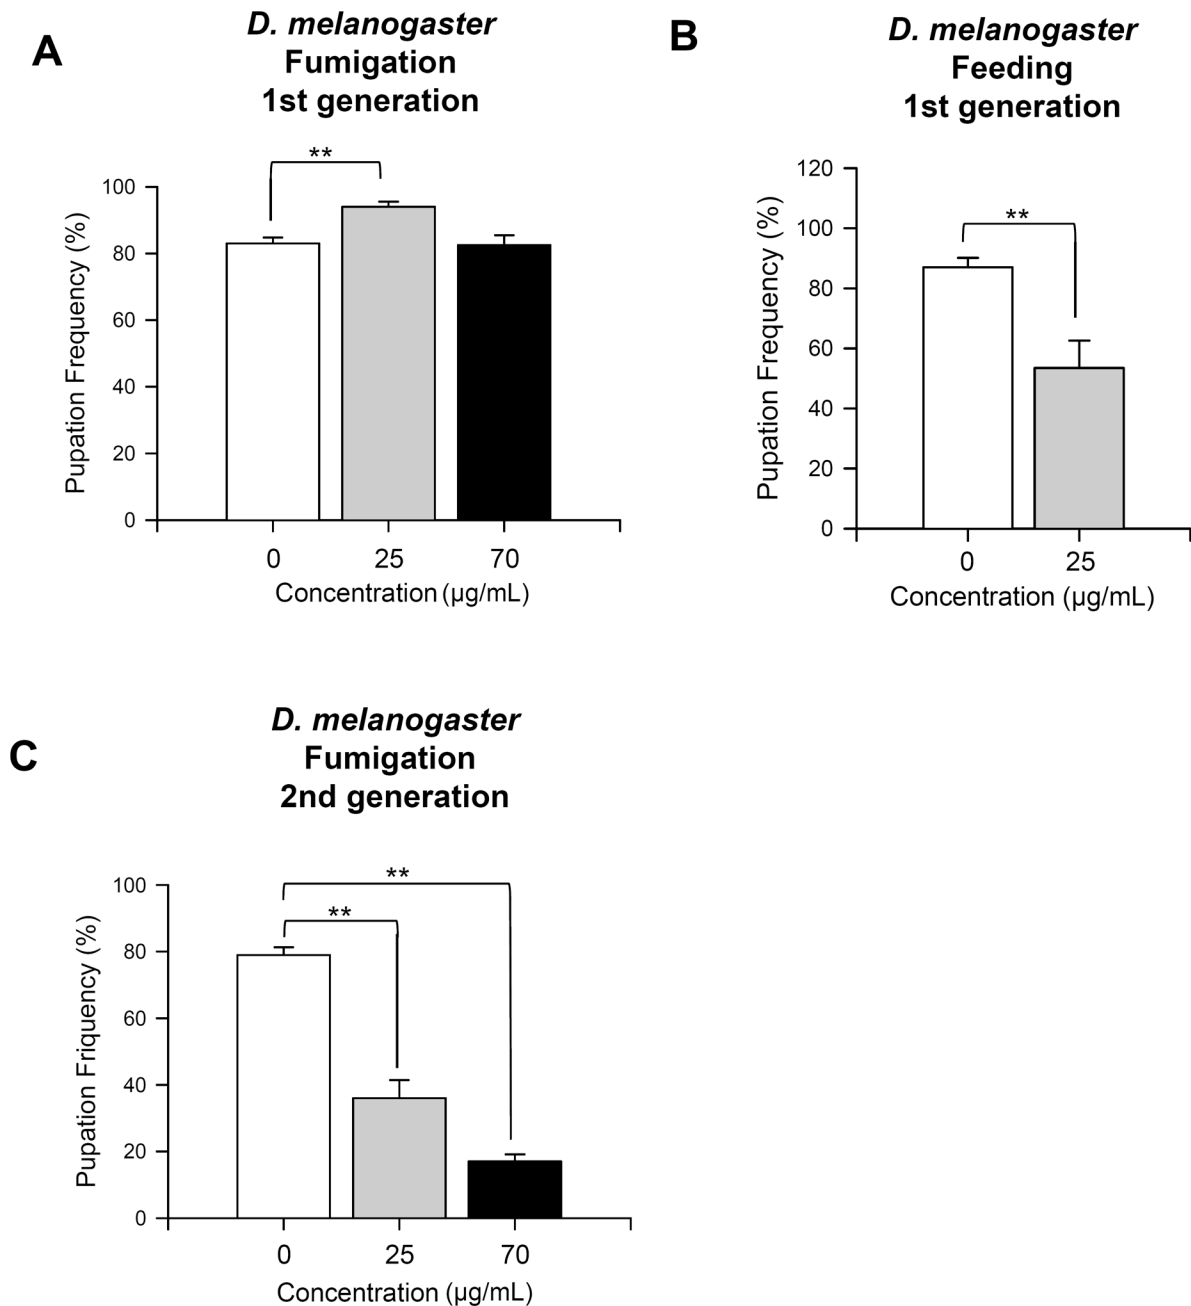 A
D. melanogaster
Fumigation
1st generation
**
100
80
60
40
20
0
Pupation Frequency (%)
0 25 70
Concentration (µg/mL)
B
D. melanogaster
Feeding
1st generation
**
120
100
80
60
40
20
0
Pupation Frequency (%)
0 25
Concentration (µg/mL)
C
D. melanogaster
Fumigation
2nd generation
**
**
100
80
60
40
20
0
Pupation Friquency (%)
0 25 70
Concentration (µg/mL)